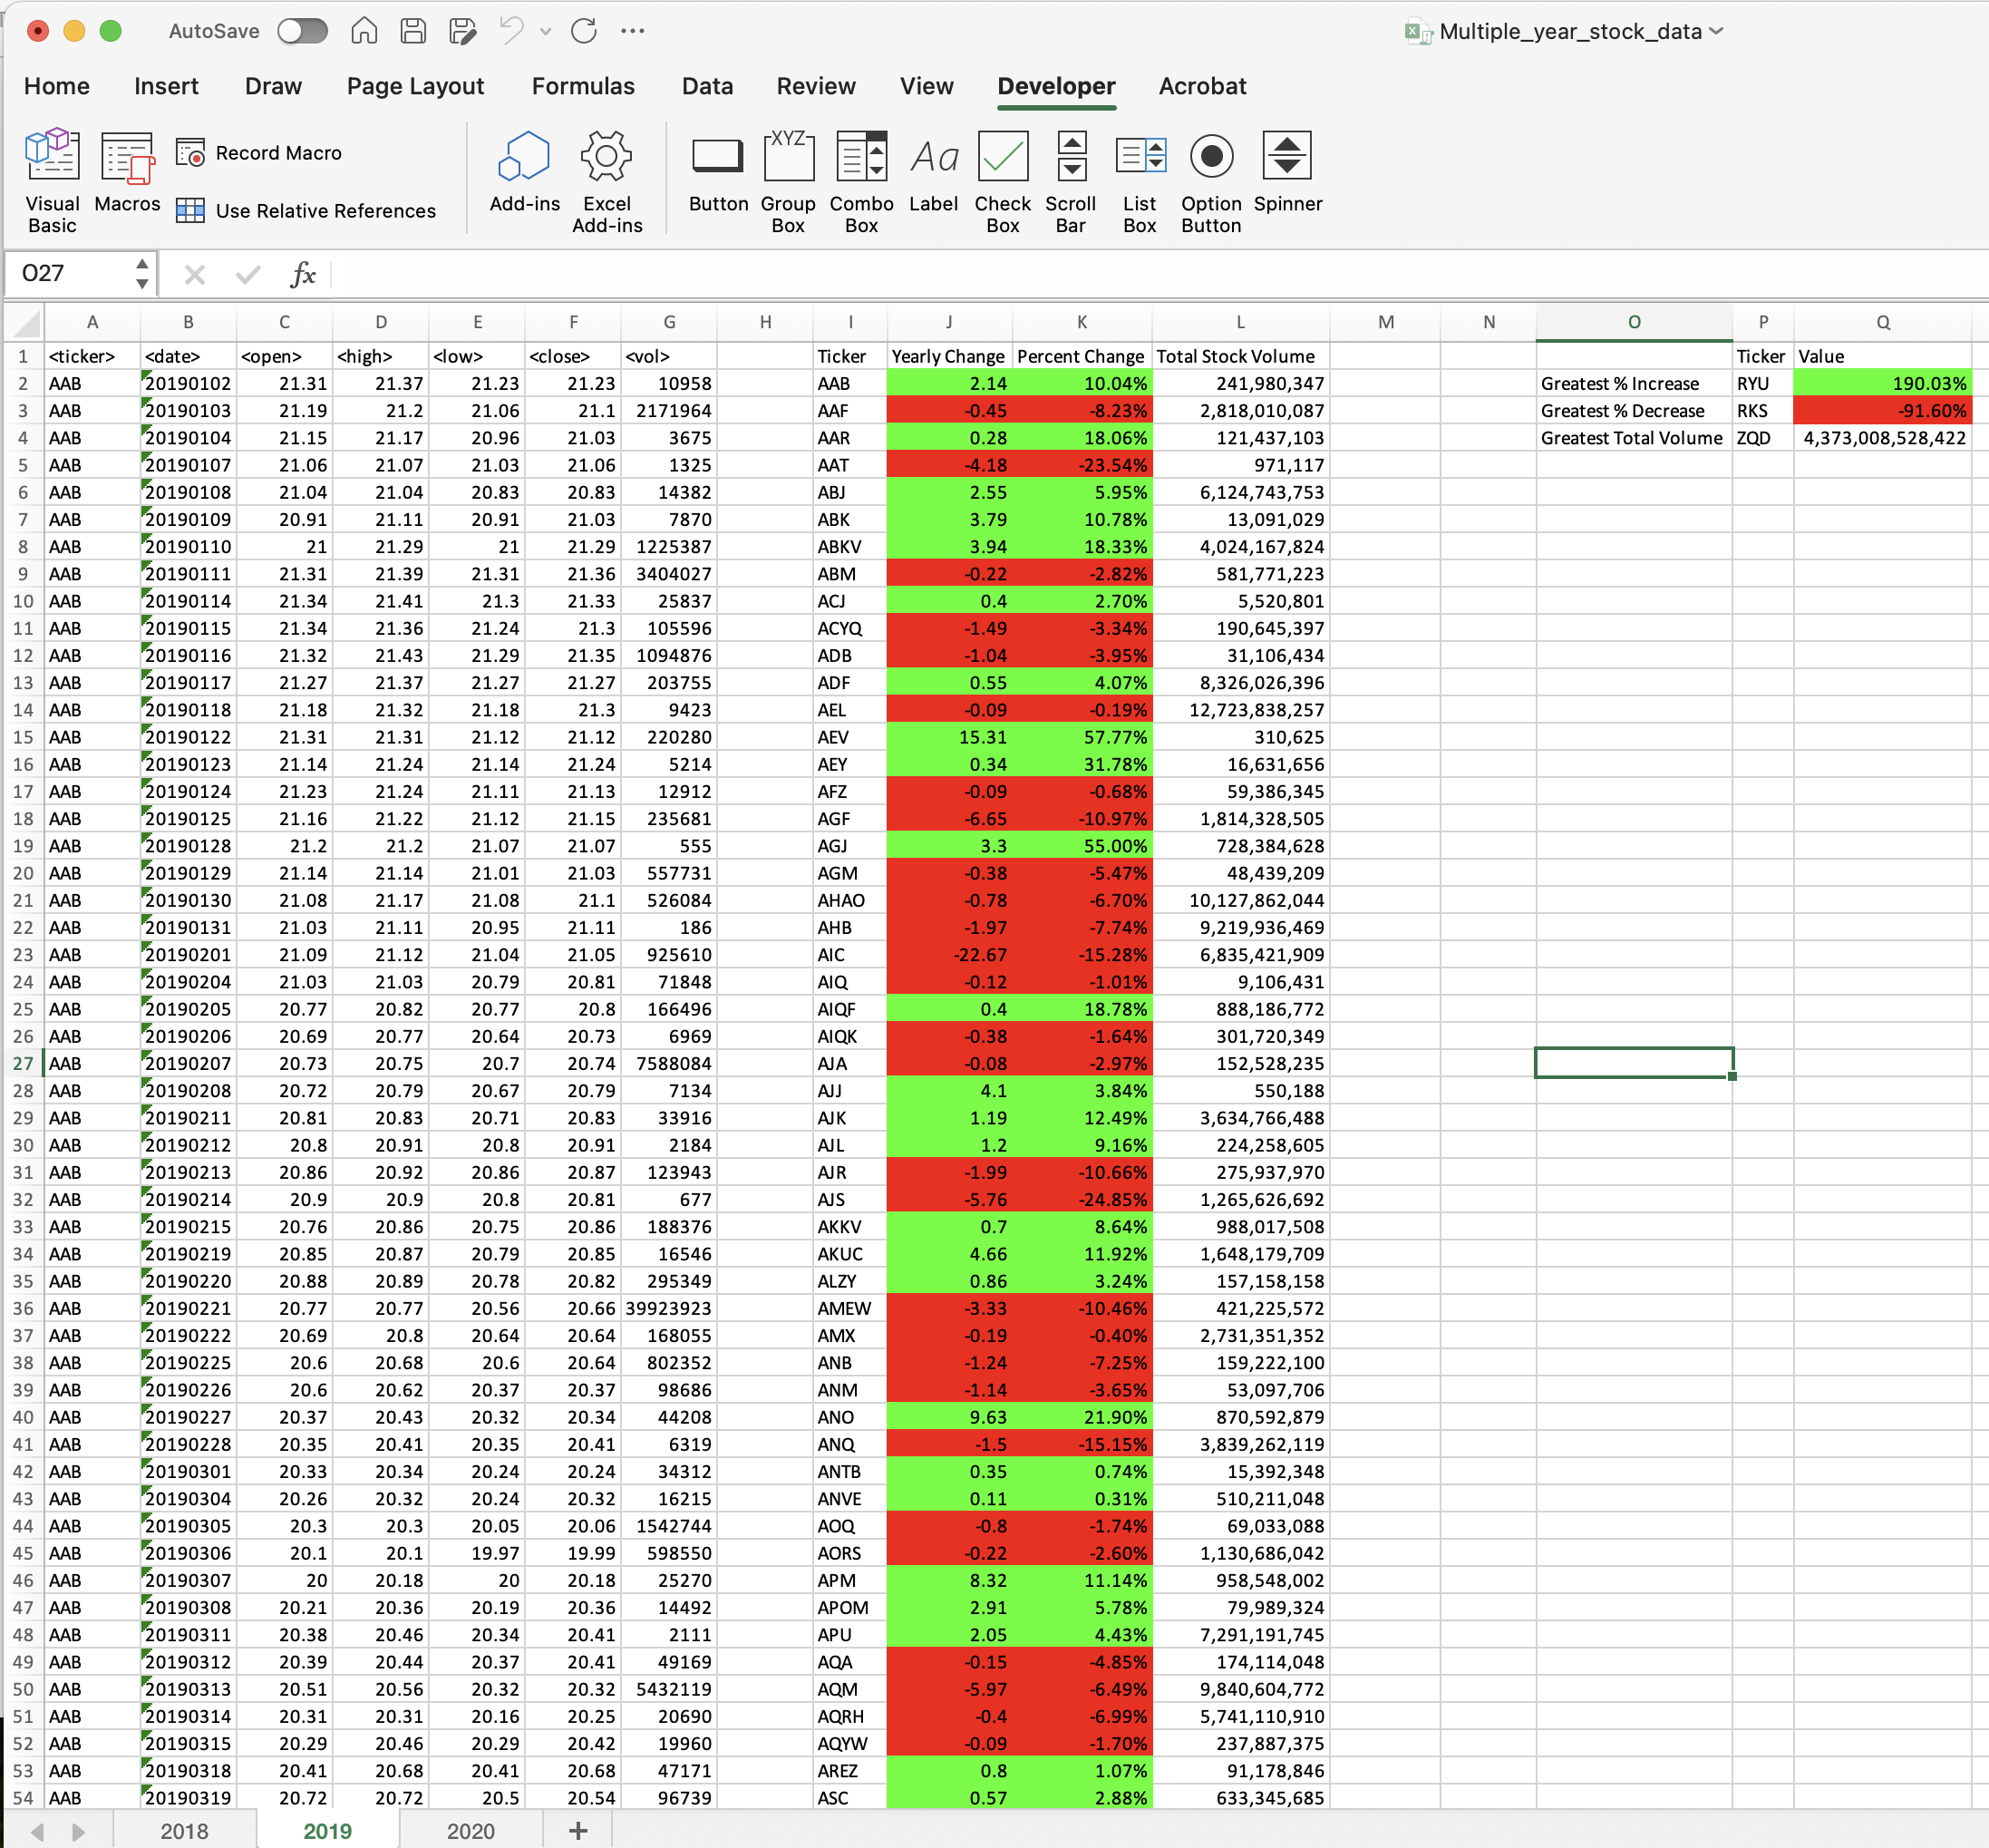 AutoSave Multiple_year_stock_data
Home Insert Draw Page Layout Formulas Data Review View Developer Acrobat
Visual Basic Macros Record Macro Use Relative References Add-ins Excel Add-ins Button XYZ Group Box Combo Box Aa Label Check Box Scroll Bar List Box Option Button Spinner
O27 fx
A B C D E F G H I J K L M N O P Q
1 <ticker> <date> <open> <high> <low> <close> <vol> Ticker Yearly Change Percent Change Total Stock Volume Ticker Value
2 AAB 20190102 21.31 21.37 21.23 21.23 10958 AAB 2.14 10.04% 241,980,347 Greatest % Increase RYU 190.03%
3 AAB 20190103 21.19 21.2 21.06 21.1 2171964 AAF -0.45 -8.23% 2,818,010,087 Greatest % Decrease RKS -91.60%
4 AAB 20190104 21.15 21.17 20.96 21.03 3675 AAR 0.28 18.06% 121,437,103 Greatest Total Volume ZQD 4,373,008,528,422
5 AAB 20190107 21.06 21.07 21.03 21.06 1325 AAT -4.18 -23.54% 971,117
6 AAB 20190108 21.04 21.04 20.83 20.83 14382 ABJ 2.55 5.95% 6,124,743,753
7 AAB 20190109 20.91 21.11 20.91 21.03 7870 ABK 3.79 10.78% 13,091,029
8 AAB 20190110 21 21.29 21 21.29 1225387 ABKV 3.94 18.33% 4,024,167,824
9 AAB 20190111 21.31 21.39 21.31 21.36 3404027 ABM -0.22 -2.82% 581,771,223
10 AAB 20190114 21.34 21.41 21.3 21.33 25837 ACJ 0.4 2.70% 5,520,801
11 AAB 20190115 21.34 21.36 21.24 21.3 105596 ACYQ -1.49 -3.34% 190,645,397
12 AAB 20190116 21.32 21.43 21.29 21.35 1094876 ADB -1.04 -3.95% 31,106,434
13 AAB 20190117 21.27 21.37 21.27 21.27 203755 ADF 0.55 4.07% 8,326,026,396
14 AAB 20190118 21.18 21.32 21.18 21.3 9423 AEL -0.09 -0.19% 12,723,838,257
15 AAB 20190122 21.31 21.31 21.12 21.12 220280 AEV 15.31 57.77% 310,625
16 AAB 20190123 21.14 21.24 21.14 21.24 5214 AEY 0.34 31.78% 16,631,656
17 AAB 20190124 21.23 21.24 21.11 21.13 12912 AFZ -0.09 -0.68% 59,386,345
18 AAB 20190125 21.16 21.22 21.12 21.15 235681 AGF -6.65 -10.97% 1,814,328,505
19 AAB 20190128 21.2 21.2 21.07 21.07 555 AGJ 3.3 55.00% 728,384,628
20 AAB 20190129 21.14 21.14 21.01 21.03 557731 AGM -0.38 -5.47% 48,439,209
21 AAB 20190130 21.08 21.17 21.08 21.1 526084 AHAO -0.78 -6.70% 10,127,862,044
22 AAB 20190131 21.03 21.11 20.95 21.11 186 AHB -1.97 -7.74% 9,219,936,469
23 AAB 20190201 21.09 21.12 21.04 21.05 925610 AIC -22.67 -15.28% 6,835,421,909
24 AAB 20190204 21.03 21.03 20.79 20.81 71848 AIQ -0.12 -1.01% 9,106,431
25 AAB 20190205 20.77 20.82 20.77 20.8 166496 AIQF 0.4 18.78% 888,186,772
26 AAB 20190206 20.69 20.77 20.64 20.73 6969 AIQK -0.38 -1.64% 301,720,349
27 AAB 20190207 20.73 20.75 20.7 20.74 7588084 AJA -0.08 -2.97% 152,528,235
28 AAB 20190208 20.72 20.79 20.67 20.79 7134 AJJ 4.1 3.84% 550,188
29 AAB 20190211 20.81 20.83 20.71 20.83 33916 AJK 1.19 12.49% 3,634,766,488
30 AAB 20190212 20.8 20.91 20.8 20.91 2184 AJL 1.2 9.16% 224,258,605
31 AAB 20190213 20.86 20.92 20.86 20.87 123943 AJR -1.99 -10.66% 275,937,970
32 AAB 20190214 20.9 20.9 20.8 20.81 677 AJS -5.76 -24.85% 1,265,626,692
33 AAB 20190215 20.76 20.86 20.75 20.86 188376 AKKV 0.7 8.64% 988,017,508
34 AAB 20190219 20.85 20.87 20.79 20.85 16546 AKUC 4.66 11.92% 1,648,179,709
35 AAB 20190220 20.88 20.89 20.78 20.82 295349 ALZY 0.86 3.24% 157,158,158
36 AAB 20190221 20.77 20.77 20.56 20.66 39923923 AMEW -3.33 -10.46% 421,225,572
37 AAB 20190222 20.69 20.8 20.64 20.64 168055 AMX -0.19 -0.40% 2,731,351,352
38 AAB 20190225 20.6 20.68 20.6 20.64 802352 ANB -1.24 -7.25% 159,222,100
39 AAB 20190226 20.6 20.62 20.37 20.37 98686 ANM -1.14 -3.65% 53,097,706
40 AAB 20190227 20.37 20.43 20.32 20.34 44208 ANO 9.63 21.90% 870,592,879
41 AAB 20190228 20.35 20.41 20.35 20.41 6319 ANQ -1.5 -15.15% 3,839,262,119
42 AAB 20190301 20.33 20.34 20.24 20.24 34312 ANTB 0.35 0.74% 15,392,348
43 AAB 20190304 20.26 20.32 20.24 20.32 16215 ANVE 0.11 0.31% 510,211,048
44 AAB 20190305 20.3 20.3 20.05 20.06 1542744 AOQ -0.8 -1.74% 69,033,088
45 AAB 20190306 20.1 20.1 19.97 19.99 598550 AORS -0.22 -2.60% 1,130,686,042
46 AAB 20190307 20 20.18 20 20.18 25270 APM 8.32 11.14% 958,548,002
47 AAB 20190308 20.21 20.36 20.19 20.36 14492 APOM 2.91 5.78% 79,989,324
48 AAB 20190311 20.38 20.46 20.34 20.41 2111 APU 2.05 4.43% 7,291,191,745
49 AAB 20190312 20.39 20.44 20.37 20.41 49169 AQA -0.15 -4.85% 174,114,048
50 AAB 20190313 20.51 20.56 20.32 20.32 5432119 AQM -5.97 -6.49% 9,840,604,772
51 AAB 20190314 20.31 20.31 20.16 20.25 20690 AQRH -0.4 -6.99% 5,741,110,910
52 AAB 20190315 20.29 20.46 20.29 20.42 19960 AQYW -0.09 -1.70% 237,887,375
53 AAB 20190318 20.41 20.68 20.41 20.68 47171 AREZ 0.8 1.07% 91,178,846
54 AAB 20190319 20.72 20.72 20.5 20.54 96739 ASC 0.57 2.88% 633,345,685
2018 2019 2020 +